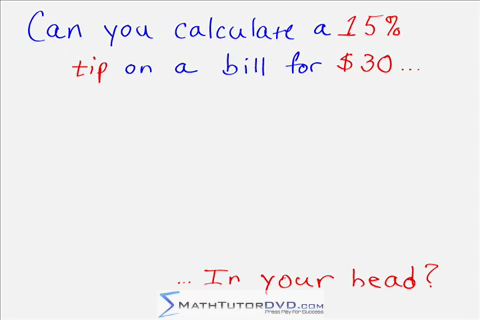 Can you calculate a 15%
tip on a bill for $30...
... In your head?
MATHTUTORDVD.COM
Press Play For Success